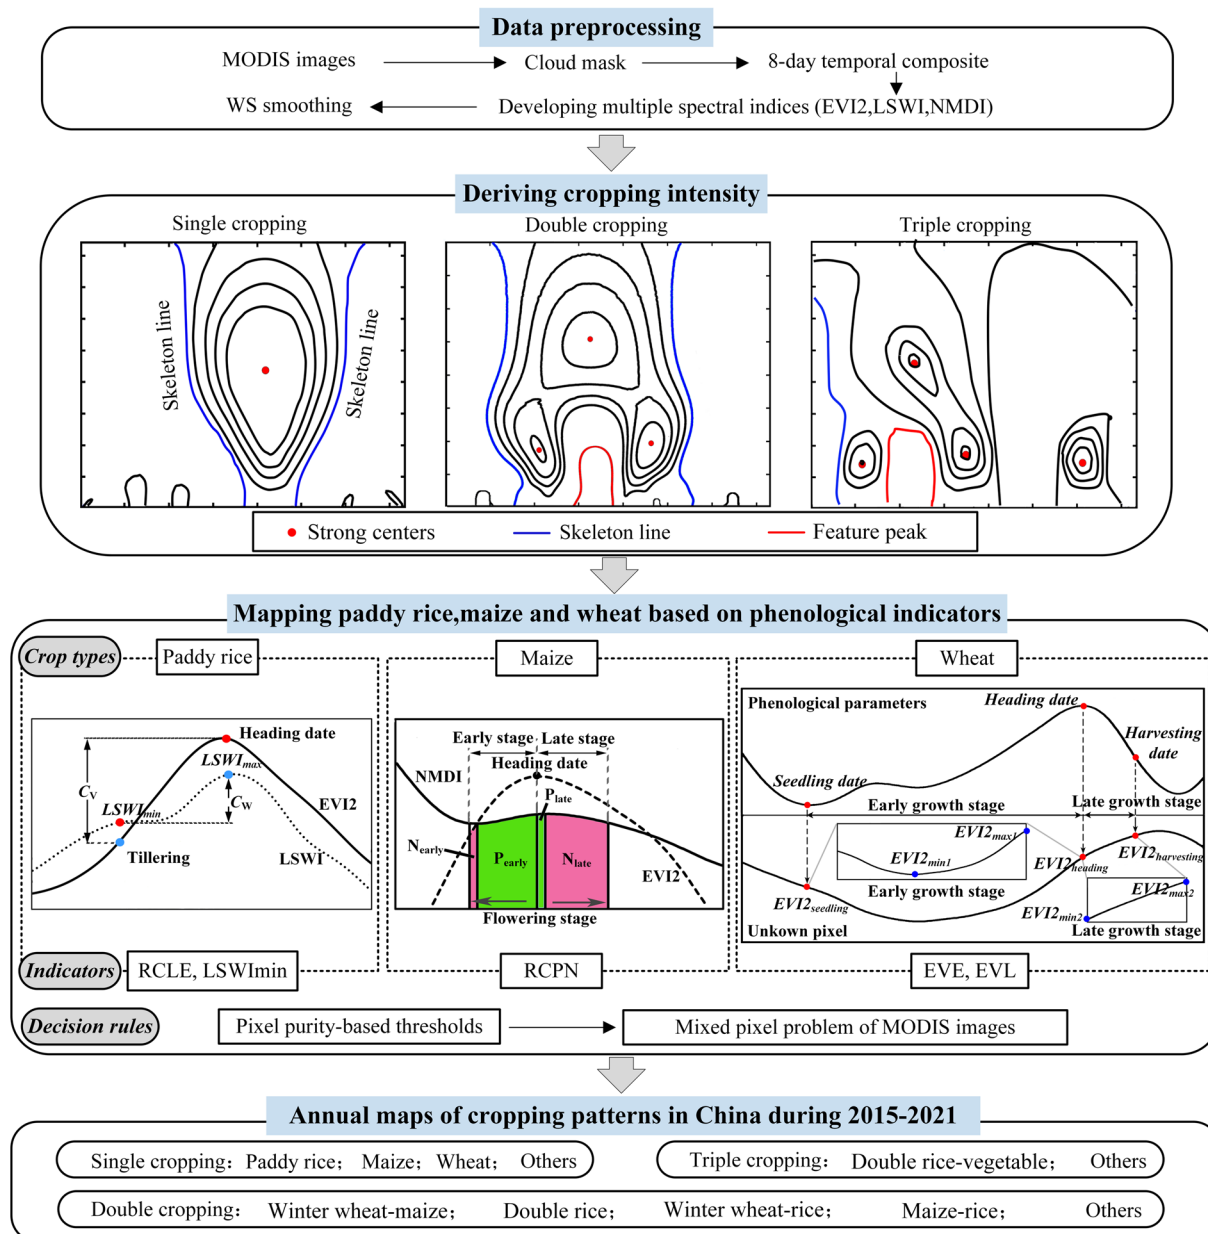 Data preprocessing
MODIS images
Cloud mask
8-day temporal composite
WS smoothing
Developing multiple spectral indices (EVI2,LSWI,NMDI)
Deriving cropping intensity
Single cropping
Double cropping
Triple cropping
Skeleton line
Skeleton line
Strong centers
Skeleton line
Feature peak
Mapping paddy rice,maize and wheat based on phenological indicators
Crop types
Paddy rice
Maize
Wheat
Heading date
LSWImax
CV
LSWImin
CW
EVI2
Tillering
LSWI
Early stage
Late stage
Heading date
NMDI
Plate
Nearly
Pearly
Nlate
EVI2
Flowering stage
Phenological parameters
Heading date
Harvesting
date
Seedling date
Early growth stage
Late growth stage
EVI2max1
EVI2min1
EVI2heading
EVI2harvesting
Early growth stage
EVI2seedling
EVI2max2
EVI2min2
Unkown pixel
Late growth stage
Indicators
RCLE, LSWImin
RCPN
EVE, EVL
Decision rules
Pixel purity-based thresholds
Mixed pixel problem of MODIS images
Annual maps of cropping patterns in China during 2015-2021
Single cropping: Paddy rice; Maize; Wheat; Others
Triple cropping: Double rice-vegetable; Others
Double cropping: Winter wheat-maize; Double rice; Winter wheat-rice; Maize-rice; Others